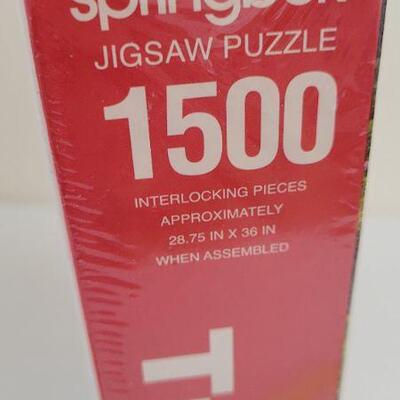 springbok
JIGSAW PUZZLE
1500
INTERLOCKING PIECES
APPROXIMATELY
28.75 IN X 36 IN
WHEN ASSEMBLED
T